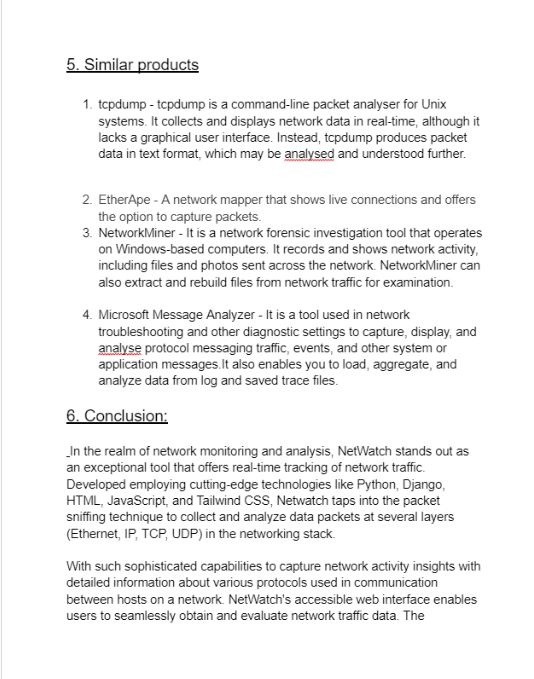 5. Similar products
1. tcpdump - tcpdump is a command-line packet analyser for Unix
systems. It collects and displays network data in real-time, although it
lacks a graphical user interface. Instead, tcpdump produces packet
data in text format, which may be analysed and understood further.
2. EtherApe - A network mapper that shows live connections and offers
the option to capture packets.
3. NetworkMiner - It is a network forensic investigation tool that operates
on Windows-based computers. It records and shows network activity,
including files and photos sent across the network. NetworkMiner can
also extract and rebuild files from network traffic for examination.
4. Microsoft Message Analyzer - It is a tool used in network
troubleshooting and other diagnostic settings to capture, display, and
analyse protocol messaging traffic, events, and other system or
application messages.It also enables you to load, aggregate, and
analyze data from log and saved trace files.
6. Conclusion:
In the realm of network monitoring and analysis, NetWatch stands out as
an exceptional tool that offers real-time tracking of network traffic.
Developed employing cutting-edge technologies like Python, Django,
HTML, JavaScript, and Tailwind CSS, Netwatch taps into the packet
sniffing technique to collect and analyze data packets at several layers
(Ethernet, IP, TCP, UDP) in the networking stack.
With such sophisticated capabilities to capture network activity insights with
detailed information about various protocols used in communication
between hosts on a network. NetWatch's accessible web interface enables
users to seamlessly obtain and evaluate network traffic data. The